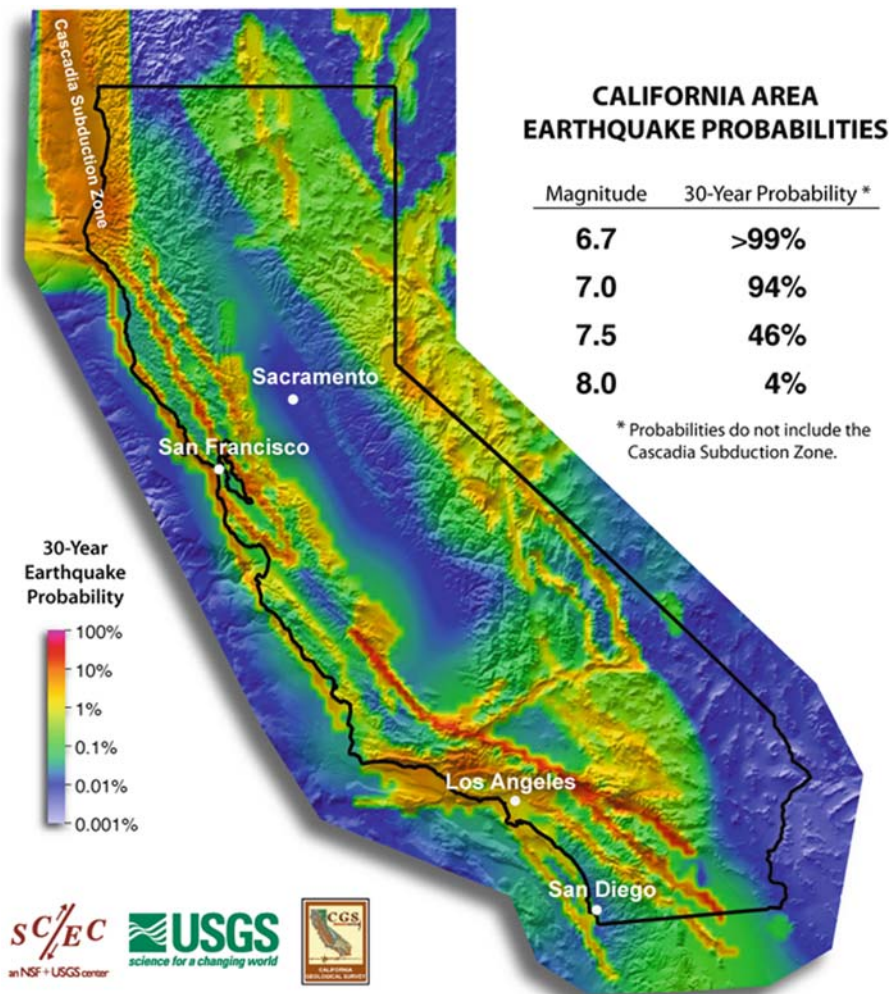 Cascadia Subduction Zone
CALIFORNIA AREA
EARTHQUAKE PROBABILITIES
Magnitude 30-Year Probability *
6.7 >99%
7.0 94%
7.5 46%
8.0 4%
* Probabilities do not include the
Cascadia Subduction Zone.
Sacramento
San Francisco
30-Year
Earthquake
Probability
100%
10%
1%
0.1%
0.01%
0.001%
Los Angeles
San Diego
SC/EC
an NSF + USGS center
USGS
science for a changing world
CGS
CALIFORNIA
GEOLOGICAL SURVEY